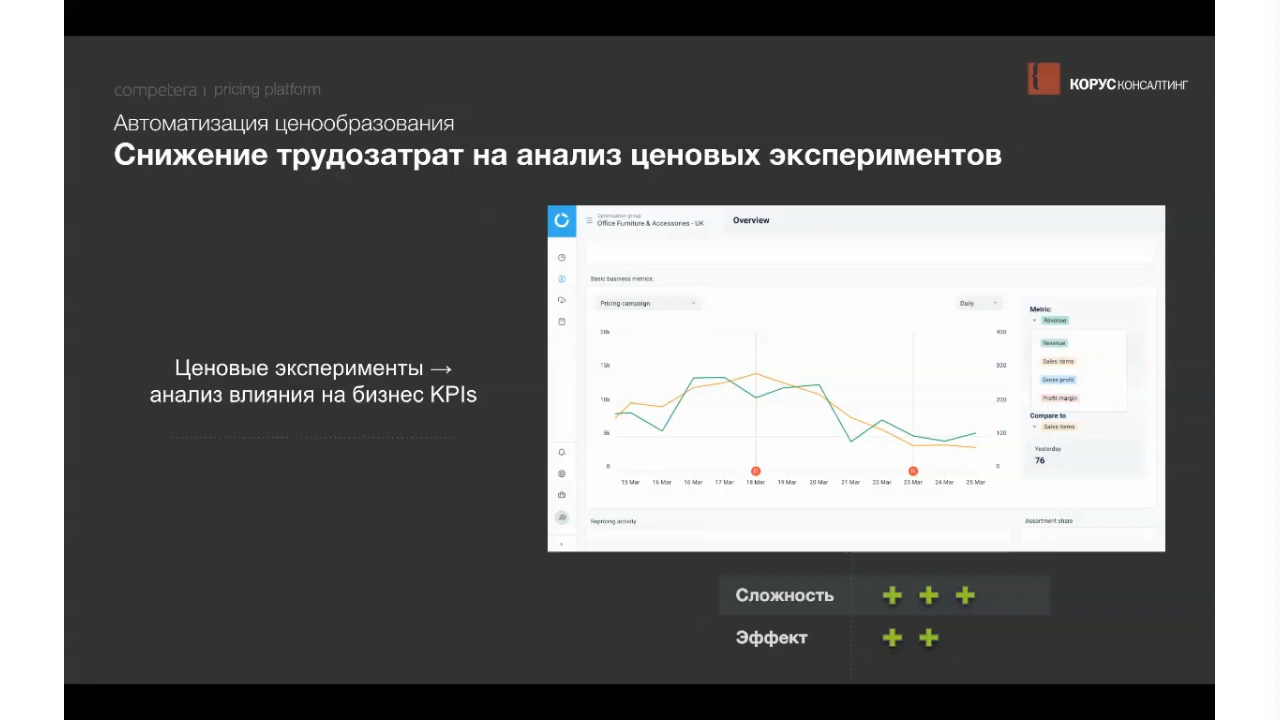 competera | pricing platform
КОРУС КОНСАЛТИНГ
Автоматизация ценообразования
Снижение трудозатрат на анализ ценовых экспериментов
Ценовые эксперименты →
анализ влияния на бизнес KPIs
Optimisation group
Office Furniture & Accessories - UK
Overview
Basic business metrics:
Pricing campaign
Daily
20k
15k
10k
5k
0
400
300
200
100
0
15 Mar 16 Mar 16 Mar 17 Mar 18 Mar 19 Mar 20 Mar 21 Mar 22 Mar 23 Mar 24 Mar 25 Mar
Metric:
Revenue
Revenue
Sales items
Gross profit
Profit margin
Compare to
Sales items
Yesterday
76
JD
Repricing activity
Assortment share
Сложность + + +
Эффект + +